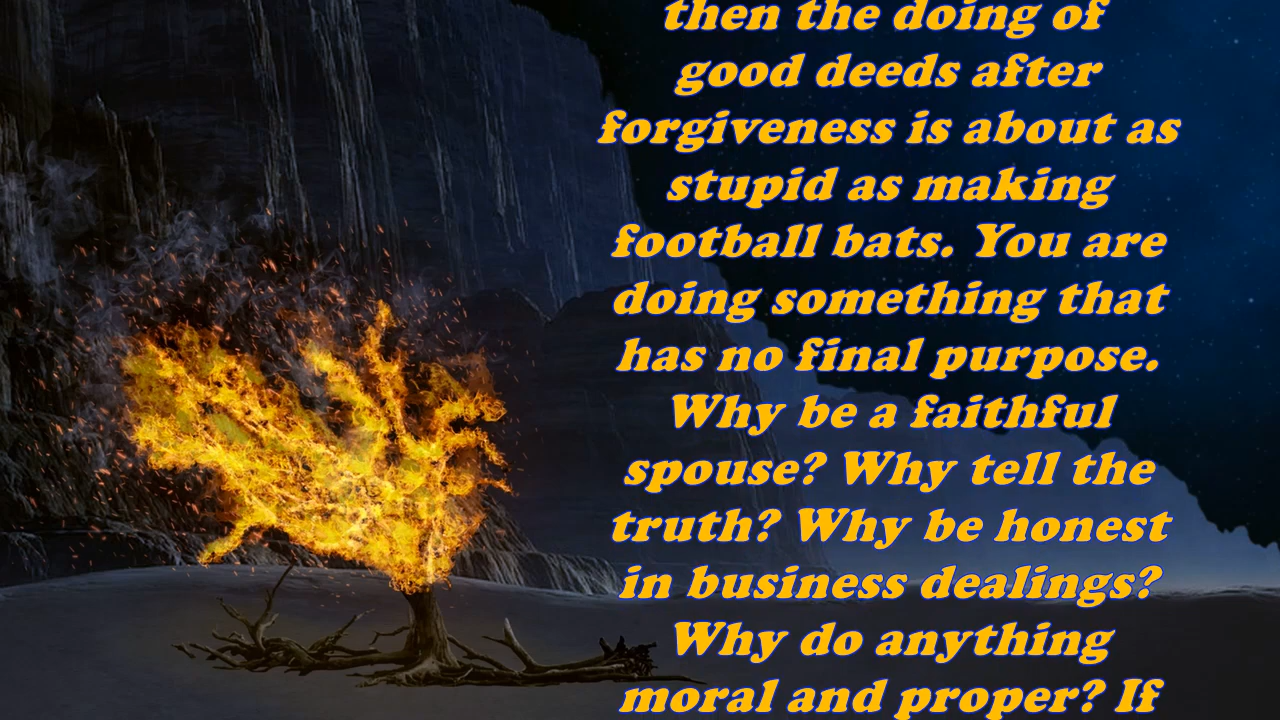 then the doing of
good deeds after
forgiveness is about as
stupid as making
football bats. You are
doing something that
has no final purpose.
Why be a faithful
spouse? Why tell the
truth? Why be honest
in business dealings?
Why do anything
moral and proper? If